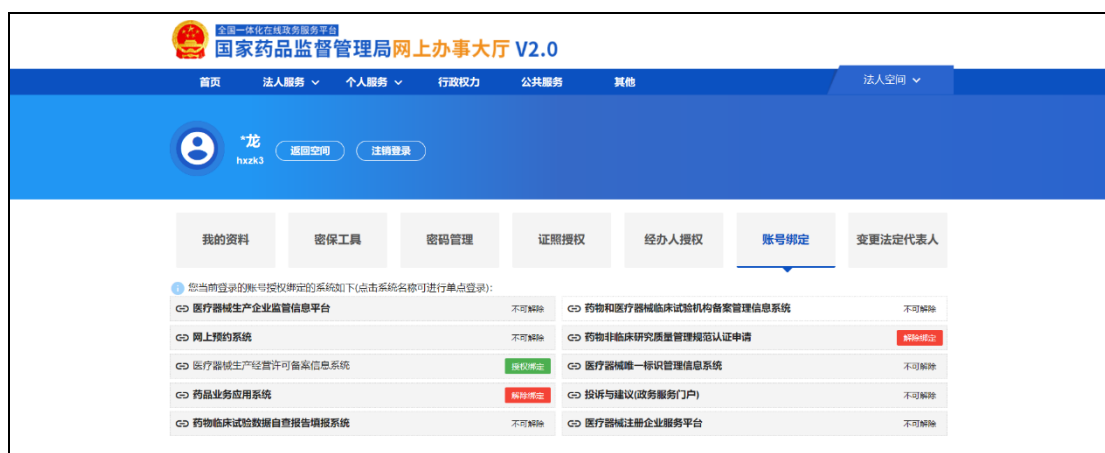 全国一体化在线政务服务平台
国家药品监督管理局网上办事大厅 V2.0
首页 法人服务 个人服务 行政权力 公共服务 其他 法人空间
*龙
hxzk3
返回空间 注销登录
我的资料 密保工具 密码管理 证照授权 经办人授权 账号绑定 变更法定代表人
您当前登录的账号授权绑定的系统如下(点击系统名称可进行单点登录):
医疗器械生产企业监管信息平台 不可解除 药物和医疗器械临床试验机构备案管理信息系统 不可解除
网上预约系统 不可解除 药物非临床研究质量管理规范认证申请 解除绑定
医疗器械生产经营许可备案信息系统 授权绑定 医疗器械唯一标识管理信息系统 不可解除
药品业务应用系统 解除绑定 投诉与建议(政务服务门户) 不可解除
药物临床试验数据自查报告填报系统 不可解除 医疗器械注册企业服务平台 不可解除